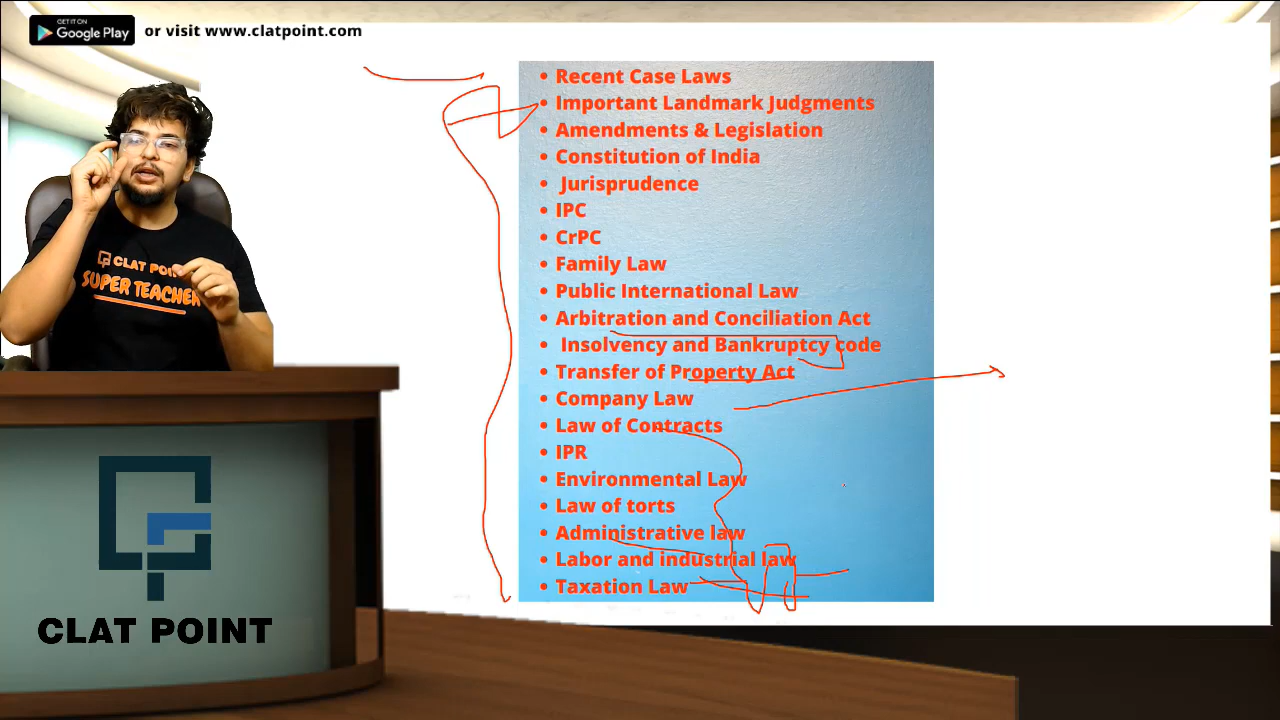 GET IT ON
Google Play
or visit www.clatpoint.com
• Recent Case Laws
• Important Landmark Judgments
• Amendments & Legislation
• Constitution of India
• Jurisprudence
• IPC
• CrPC
• Family Law
• Public International Law
• Arbitration and Conciliation Act
• Insolvency and Bankruptcy code
• Transfer of Property Act
• Company Law
• Law of Contracts
• IPR
• Environmental Law
• Law of torts
• Administrative law
• Labor and industrial law
• Taxation Law
CLAT POINT
SUPER TEACHER
CLAT POINT